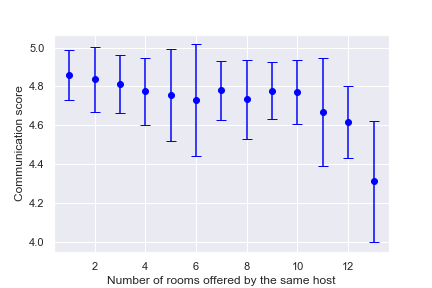 5.0
4.8
4.6
4.4
4.2
4.0
Communication score
2 4 6 8 10 12
Number of rooms offered by the same host